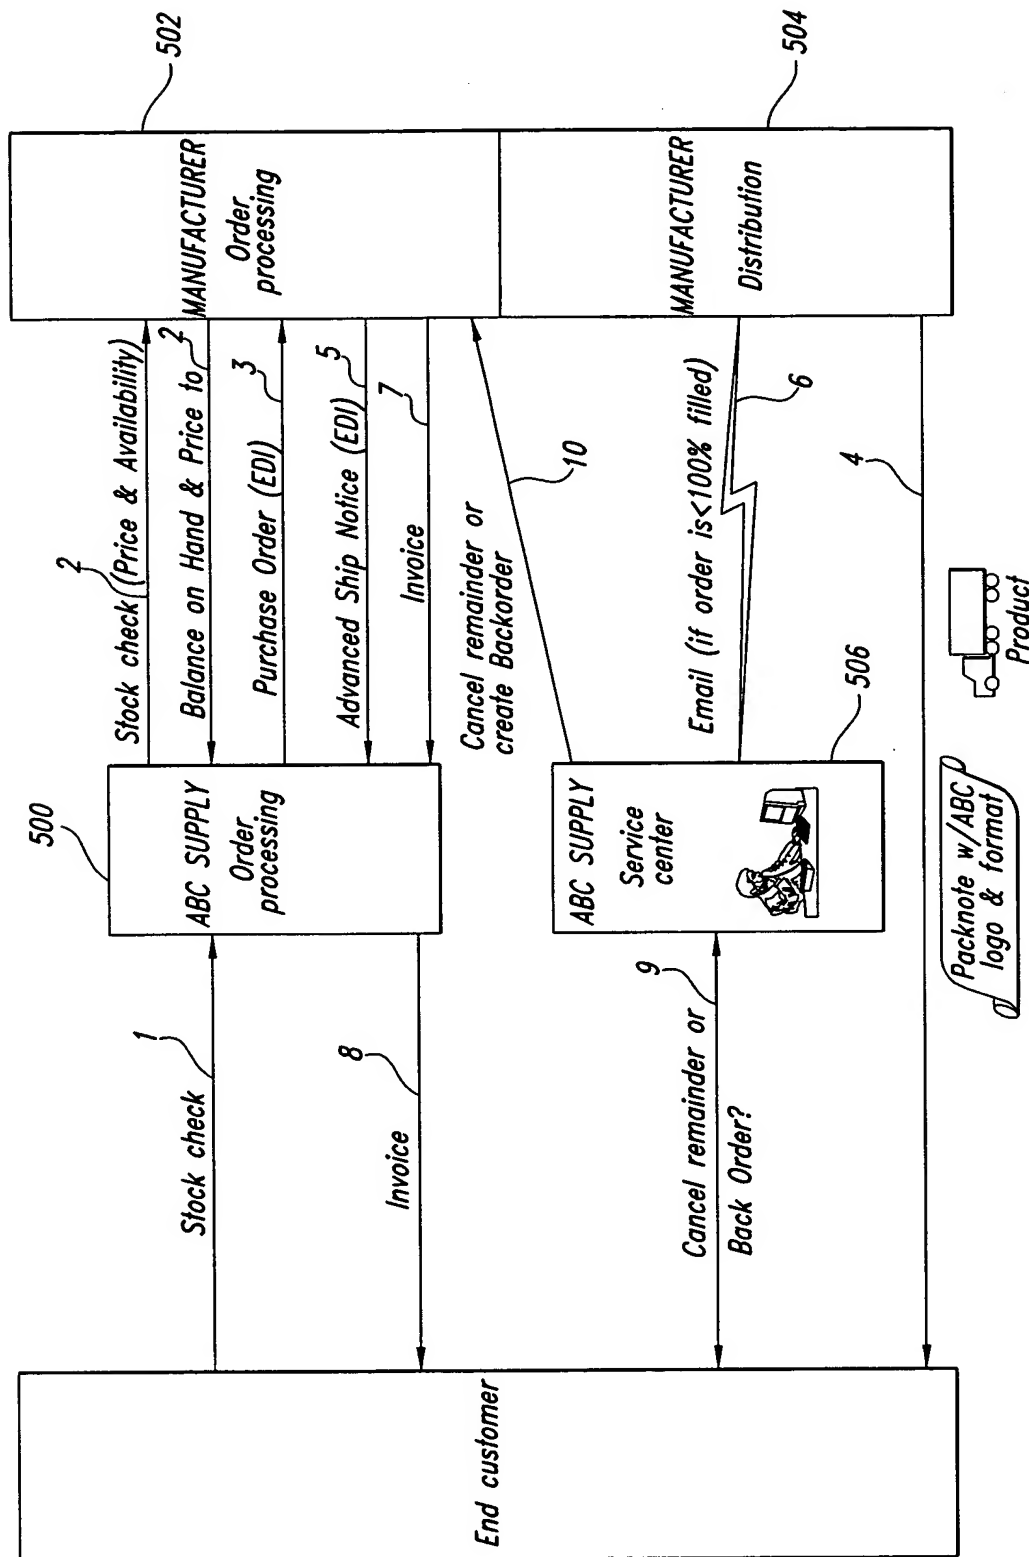 End customer
Stock check
1
Invoice
8
Cancel remainder or
Back Order?
9
500
ABC SUPPLY
Order
processing
ABC SUPPLY
Service
center
506
Stock check (Price & Availability)
2
Balance on Hand & Price to
2
Purchase Order (EDI)
3
Advanced Ship Notice (EDI)
5
Invoice
7
Cancel remainder or
create Backorder
10
Email (if order is<100% filled)
6
4
Packnote w/ABC
logo & format
Product
MANUFACTURER
Order
processing
502
MANUFACTURER
Distribution
504